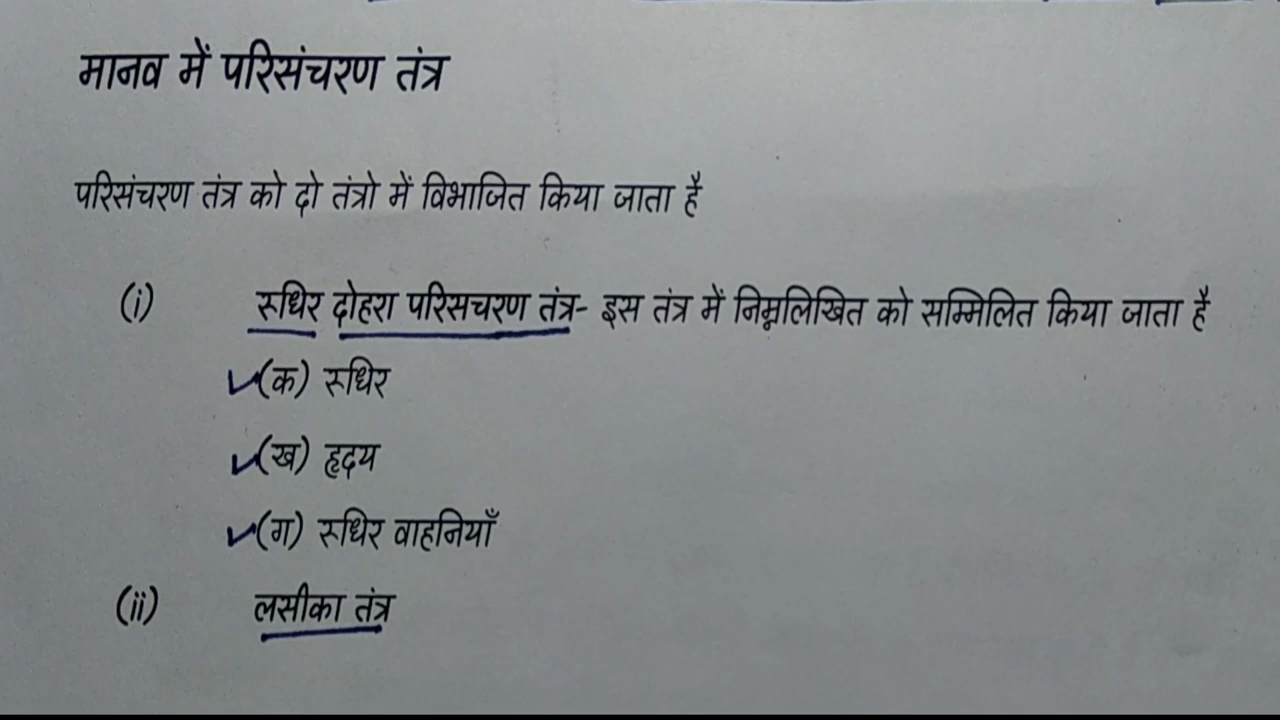 मानव में परिसंचरण तंत्र
परिसंचरण तंत्र को दो तंत्रो में विभाजित किया जाता है
(i) रूधिर दोहरा परिसचरण तंत्र- इस तंत्र में निम्नलिखित को सम्मिलित किया जाता है
(क) रूधिर
(ख) हृदय
(ग) रूधिर वाहनियाँ
(ii) लसीका तंत्र